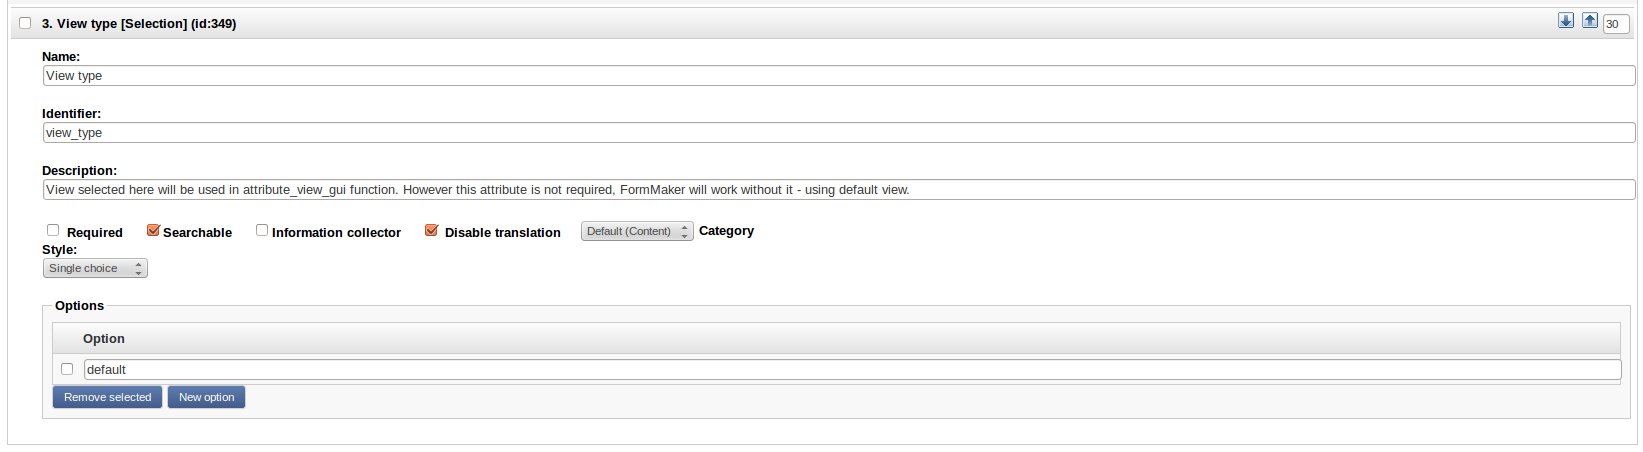 3. View type [Selection] (id:349) 30
Name:
View type
Identifier:
view_type
Description:
View selected here will be used in attribute_view_gui function. However this attribute is not required, FormMaker will work without it - using default view.
Required Searchable Information collector Disable translation Default (Content) Category
Style:
Single choice
Options
Option
default
Remove selected New option